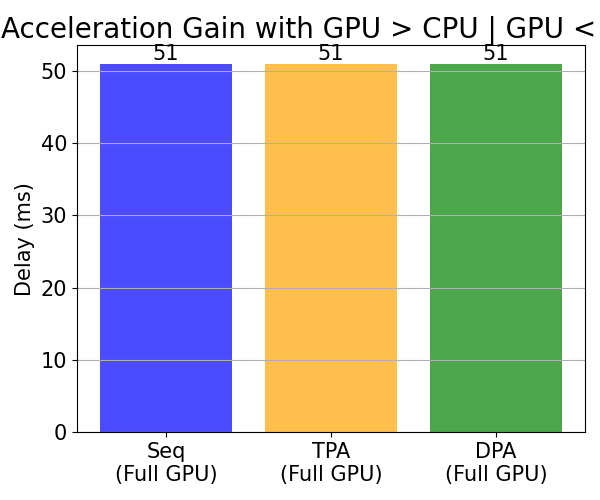 Acceleration Gain with GPU > CPU | GPU <
51 51 51
50
40
30
20
10
0
Delay (ms)
Seq
(Full GPU)
TPA
(Full GPU)
DPA
(Full GPU)